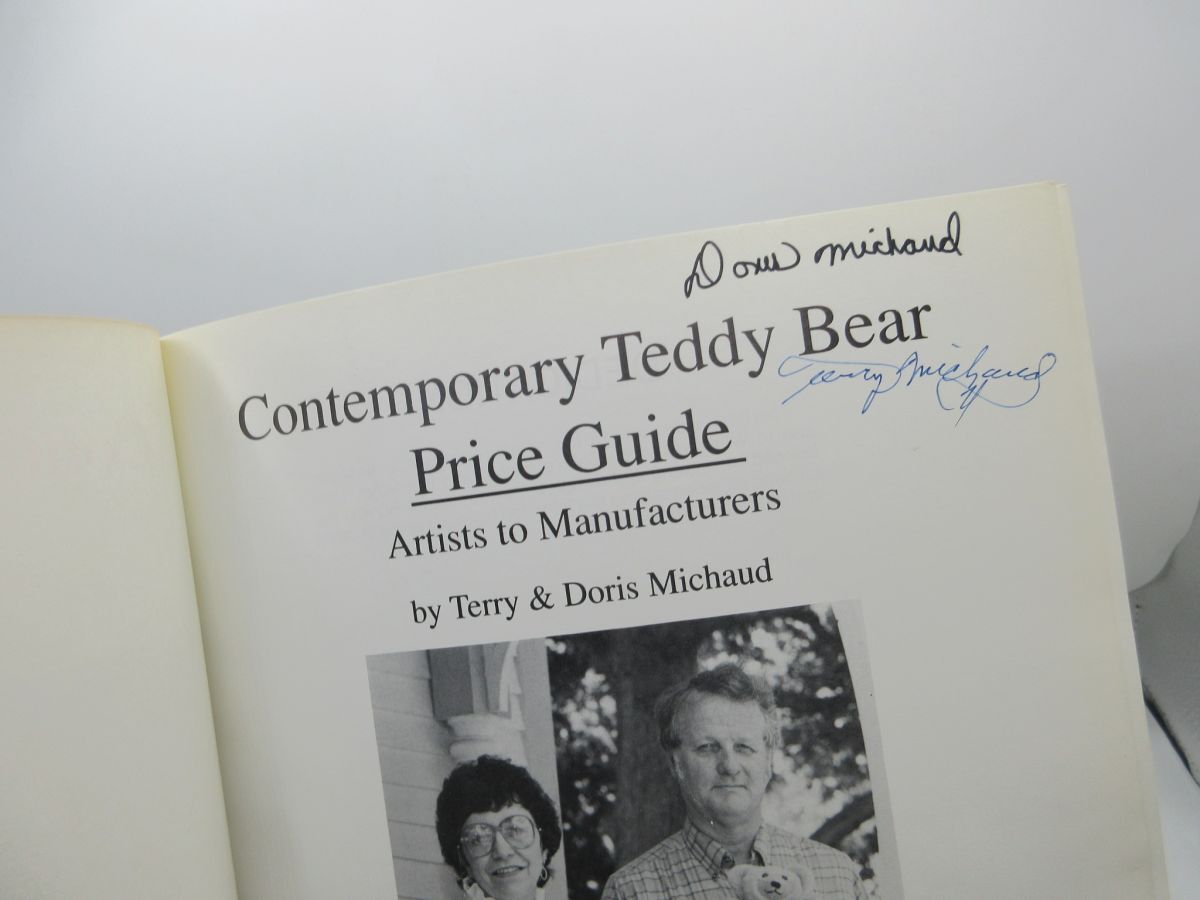 Doris Michaud
Contemporary Teddy Bear
Terry Michaud
Price Guide
Artists to Manufacturers
by Terry & Doris Michaud